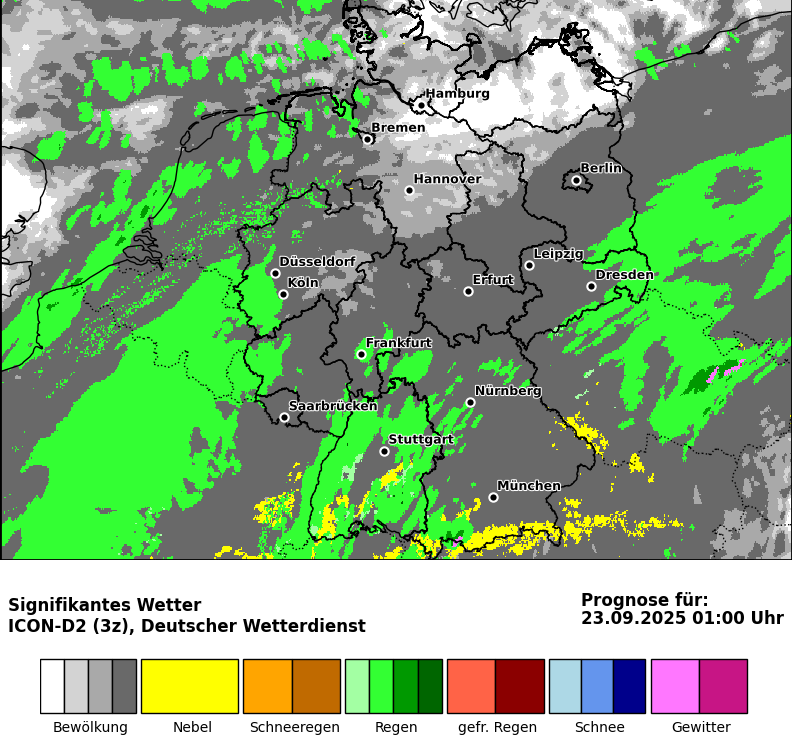 Hamburg
Bremen
Berlin
Hannover
Düsseldorf
Leipzig
Köln
Erfurt
Dresden
Frankfurt
Nürnberg
Saarbrücken
Stuttgart
München
Signifikantes Wetter
ICON-D2 (3z), Deutscher Wetterdienst
Prognose für:
23.09.2025 01:00 Uhr
Bewölkung Nebel Schneeregen Regen gefr. Regen Schnee Gewitter